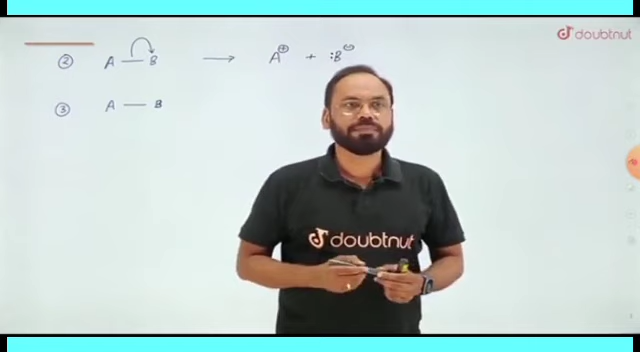 doubtnut
② A — B ⟶ A⊕ + :B⊖
③ A — B
doubtnut